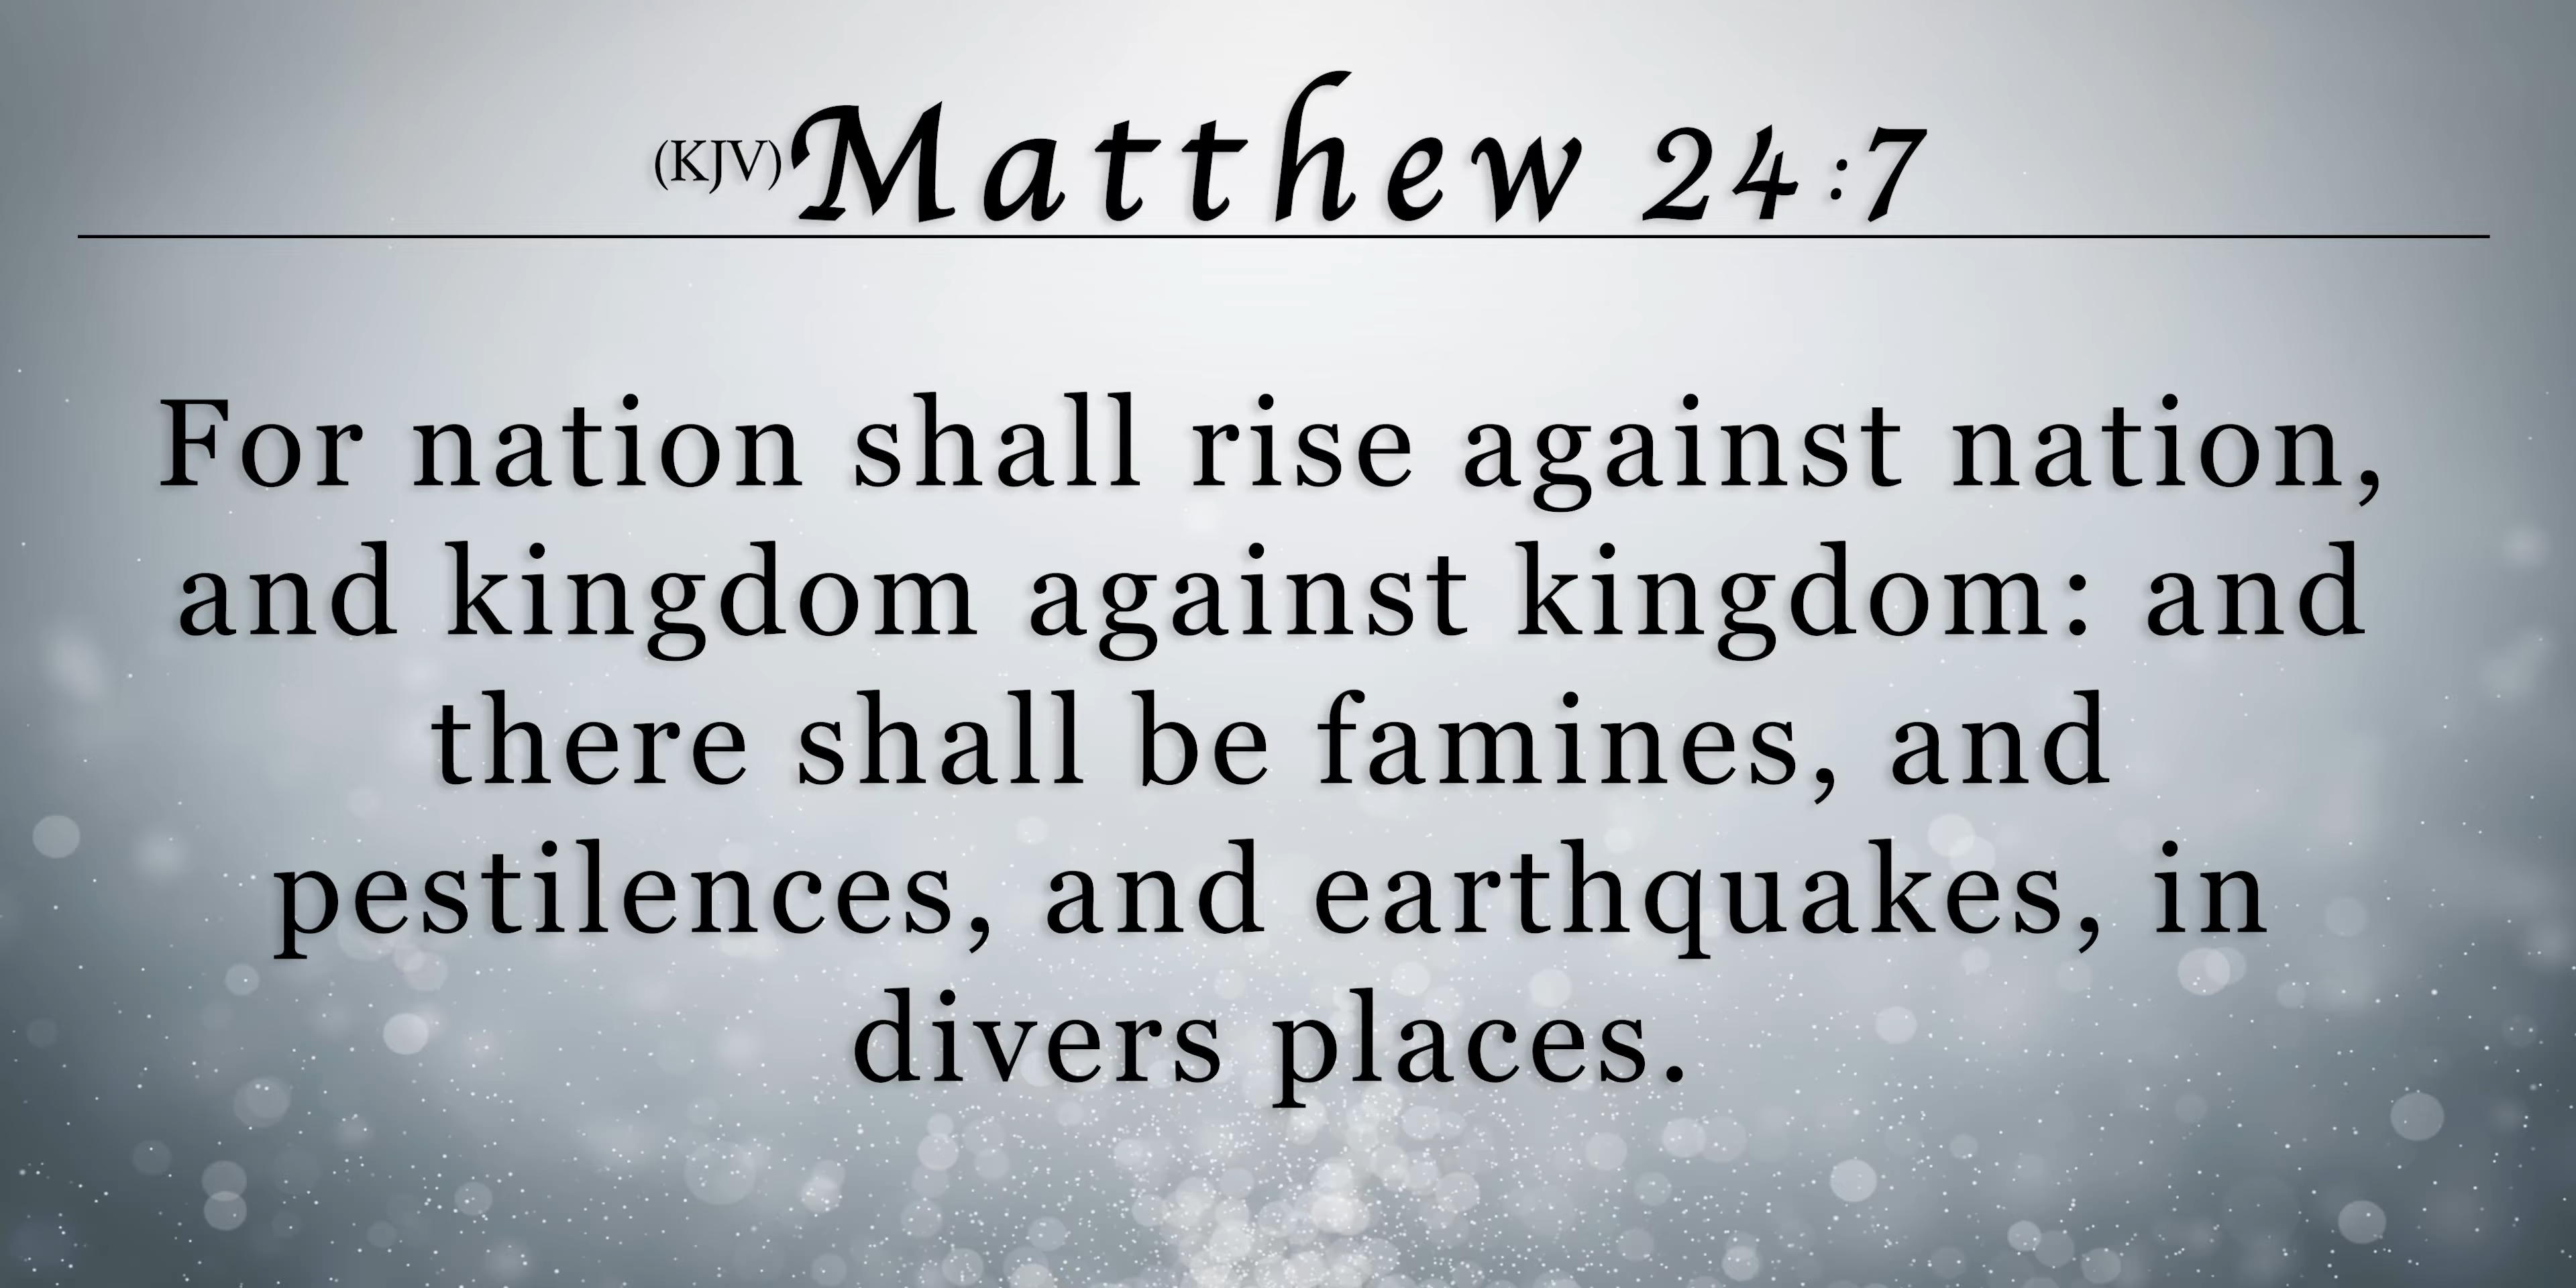 (KJV)Matthew 24:7
For nation shall rise against nation,
and kingdom against kingdom: and
there shall be famines, and
pestilences, and earthquakes, in
divers places.